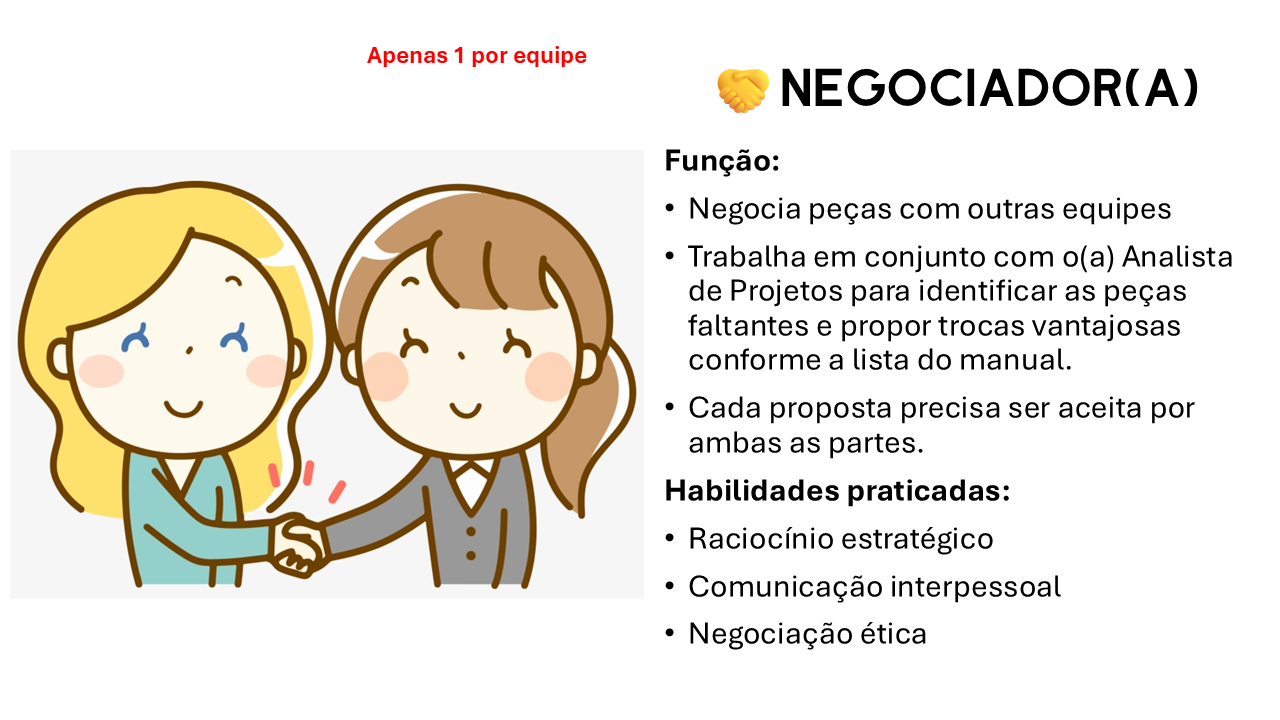 Apenas 1 por equipe
🤝 NEGOCIADOR(A)
Função:
• Negocia peças com outras equipes
• Trabalha em conjunto com o(a) Analista
de Projetos para identificar as peças
faltantes e propor trocas vantajosas
conforme a lista do manual.
• Cada proposta precisa ser aceita por
ambas as partes.
Habilidades praticadas:
• Raciocínio estratégico
• Comunicação interpessoal
• Negociação ética